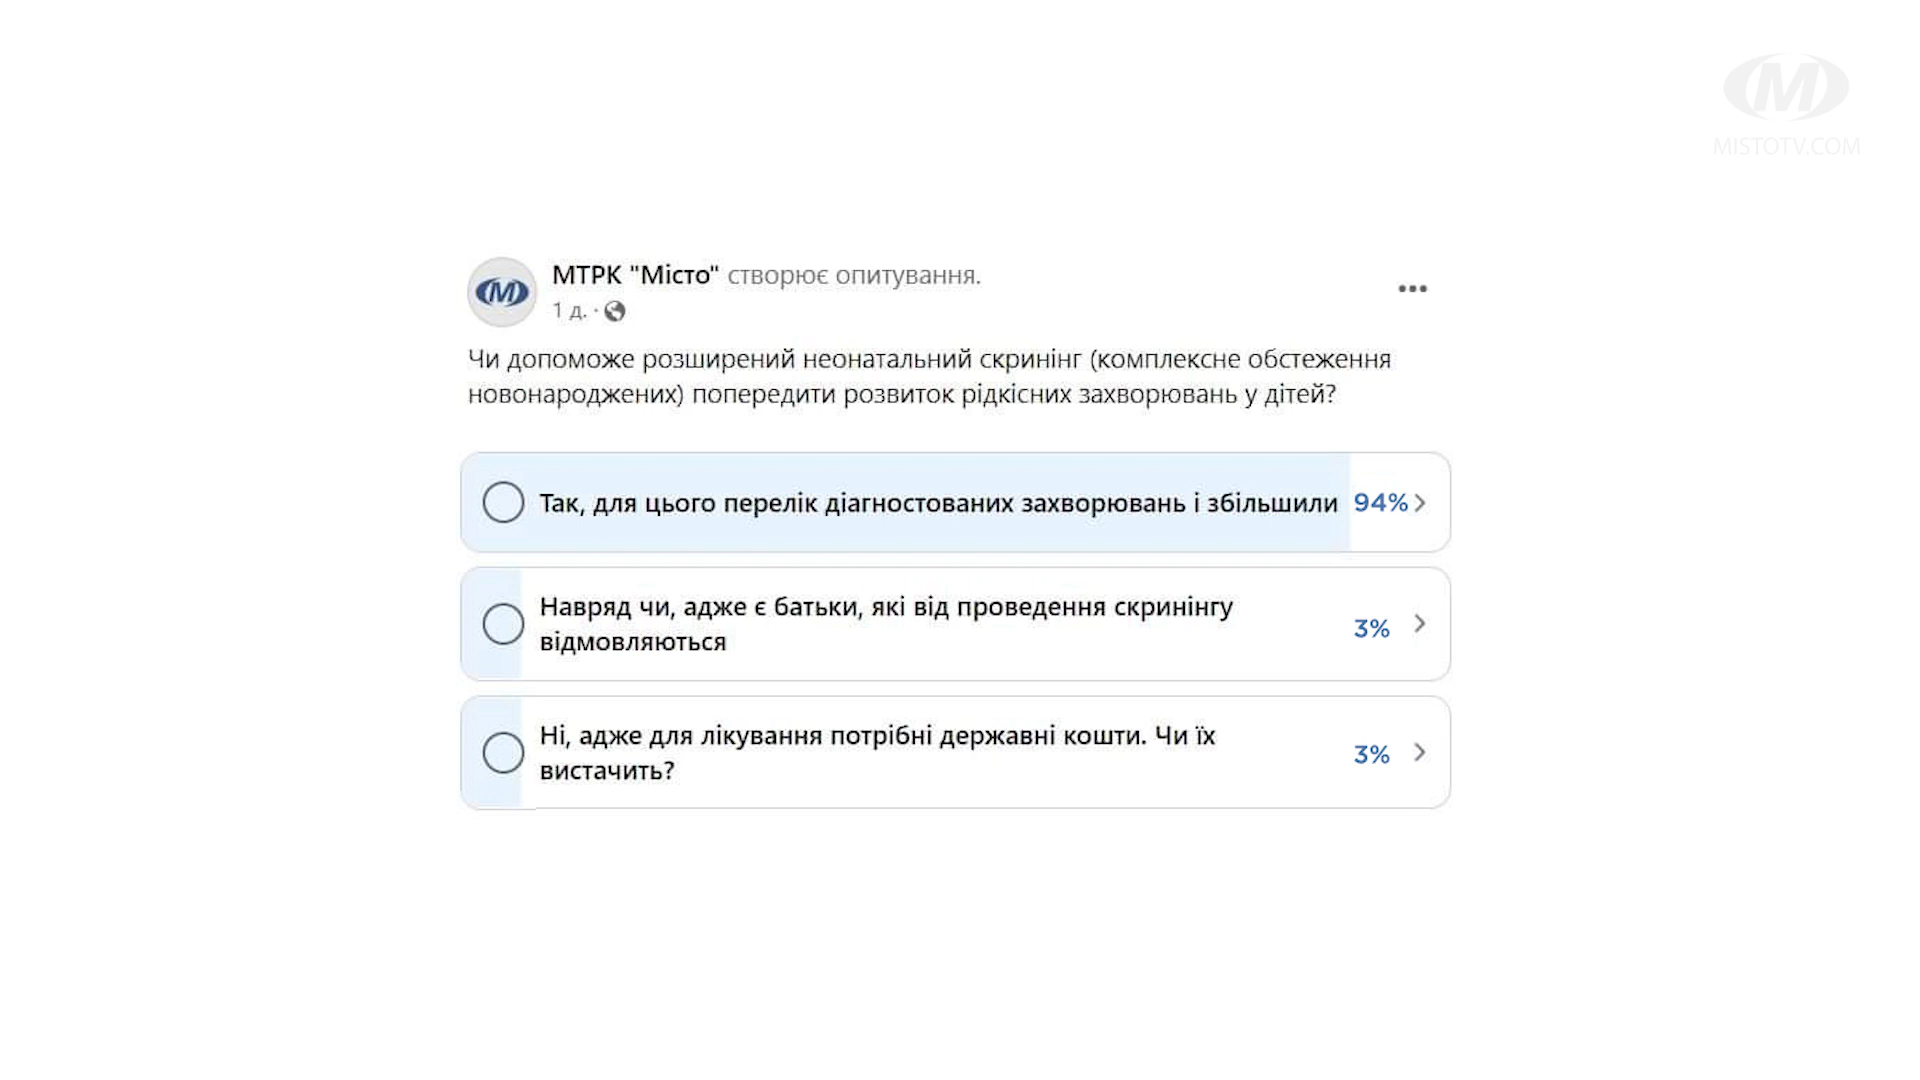 M
MISTOTV.COM
М
МТРК "Місто" створює опитування.
1 д. ·
Чи допоможе розширений неонатальний скринінг (комплексне обстеження
новонароджених) попередити розвиток рідкісних захворювань у дітей?
Так, для цього перелік діагностованих захворювань і збільшили 94%
Навряд чи, адже є батьки, які від проведення скринінгу
відмовляються
3%
Ні, адже для лікування потрібні державні кошти. Чи їх
вистачить?
3%